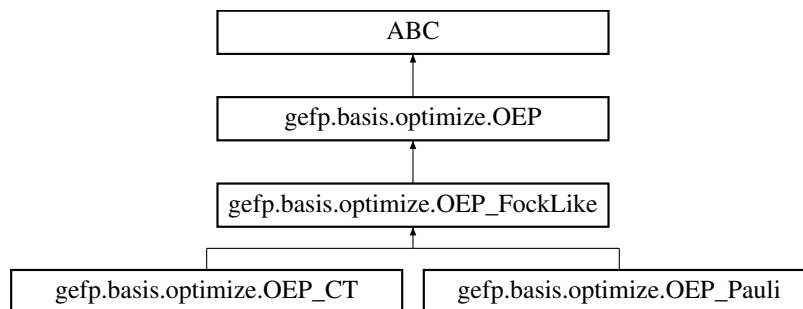 ABC
gefp.basis.optimize.OEP
gefp.basis.optimize.OEP_FockLike
gefp.basis.optimize.OEP_CT
gefp.basis.optimize.OEP_Pauli